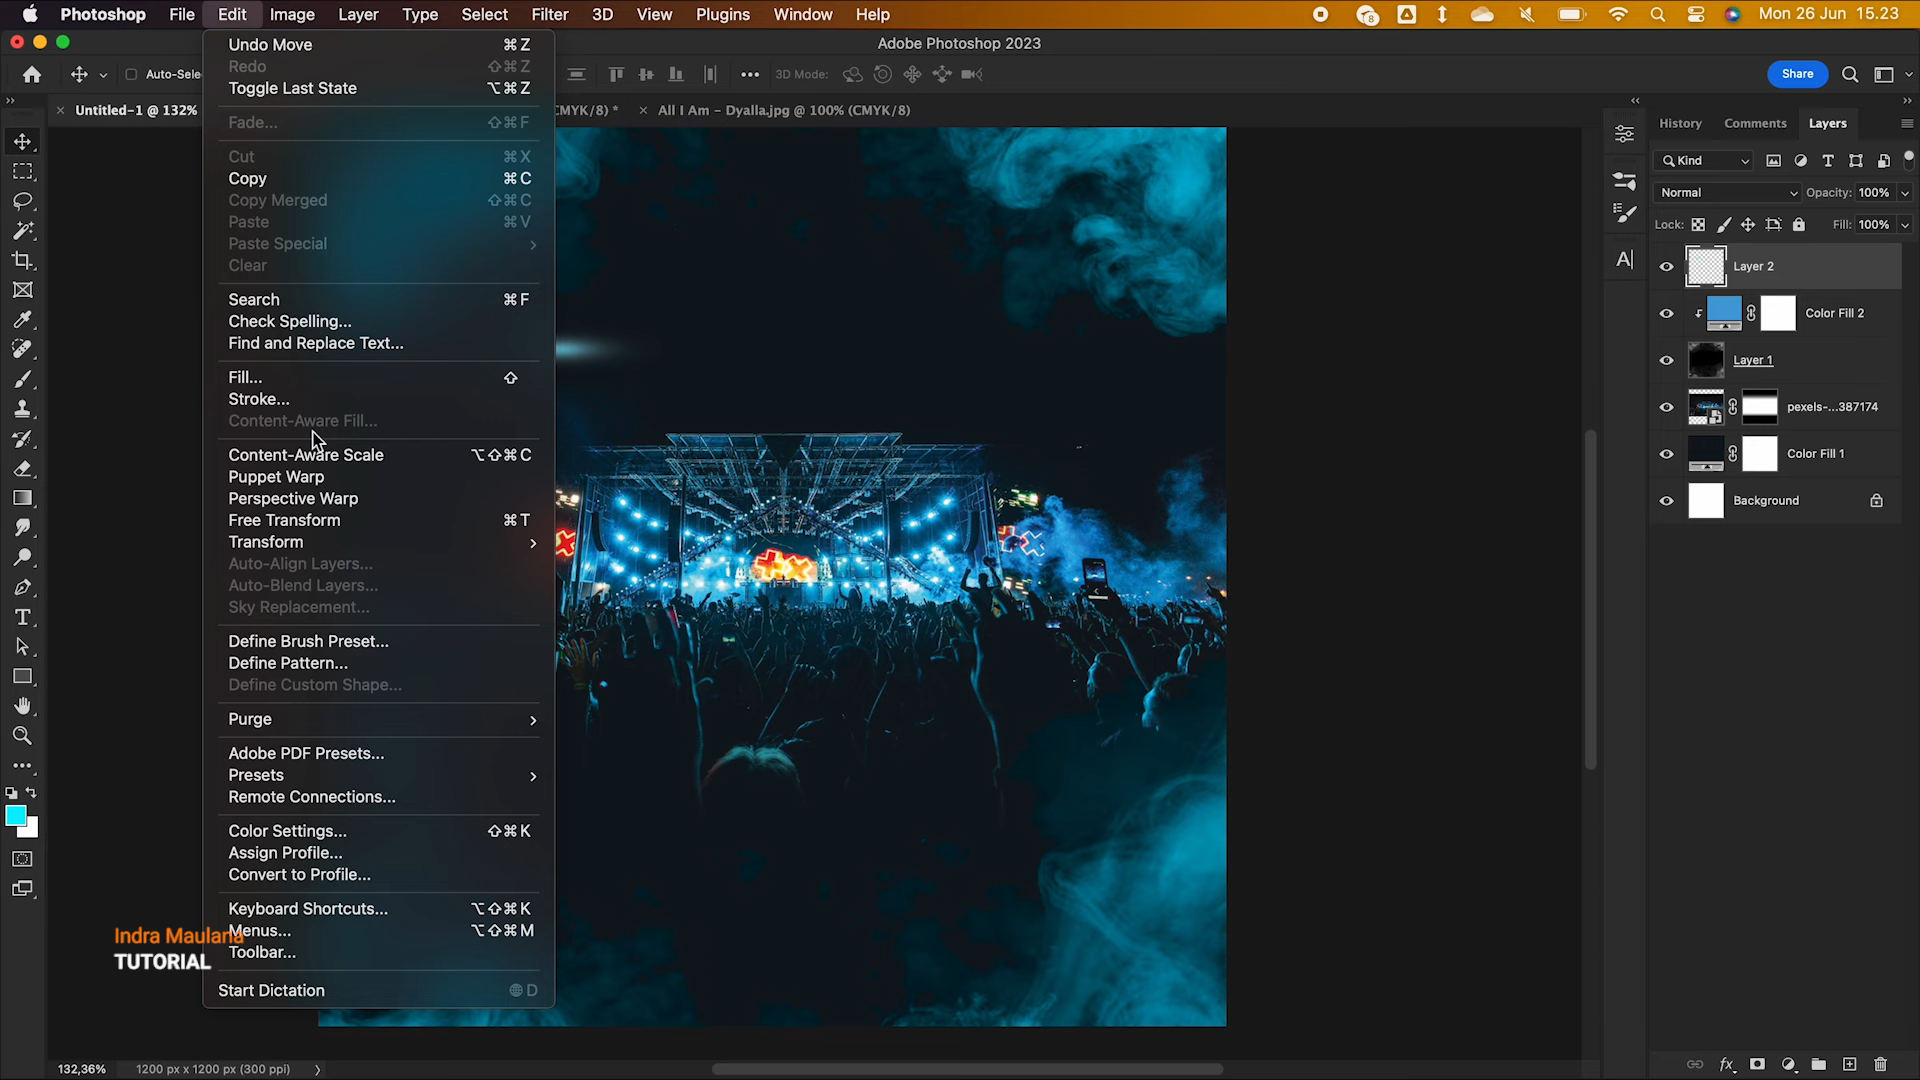 Photoshop File Edit Image Layer Type Select Filter 3D View Plugins Window Help
8
Mon 26 Jun 15.23
Adobe Photoshop 2023
Auto-Sele
3D Mode:
Share
Untitled-1 @ 132%
CMYK/8) *
All I Am – Dyalla.jpg @ 100% (CMYK/8)
Undo Move ⌘Z
Redo ⇧⌘Z
Toggle Last State ⌥⌘Z
Fade... ⇧⌘F
Cut ⌘X
Copy ⌘C
Copy Merged ⇧⌘C
Paste ⌘V
Paste Special
Clear
Search ⌘F
Check Spelling...
Find and Replace Text...
Fill... ⇧
Stroke...
Content-Aware Fill...
Content-Aware Scale ⌥⇧⌘C
Puppet Warp
Perspective Warp
Free Transform ⌘T
Transform
Auto-Align Layers...
Auto-Blend Layers...
Sky Replacement...
Define Brush Preset...
Define Pattern...
Define Custom Shape...
Purge
Adobe PDF Presets...
Presets
Remote Connections...
Color Settings... ⇧⌘K
Assign Profile...
Convert to Profile...
Keyboard Shortcuts... ⌥⇧⌘K
Menus... ⌥⇧⌘M
Toolbar...
Start Dictation D
Indra Maulana
TUTORIAL
History Comments Layers
Kind
Normal Opacity: 100%
Lock: Fill: 100%
Layer 2
Color Fill 2
Layer 1
pexels-...387174
Color Fill 1
Background
132,36% 1200 px x 1200 px (300 ppi)